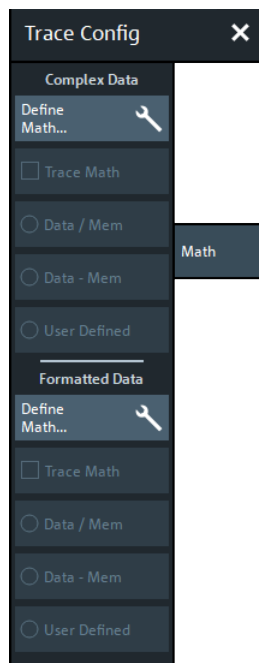 Trace Config
Complex Data
Define
Math...
Trace Math
Data / Mem
Math
Data - Mem
User Defined
Formatted Data
Define
Math...
Trace Math
Data / Mem
Data - Mem
User Defined